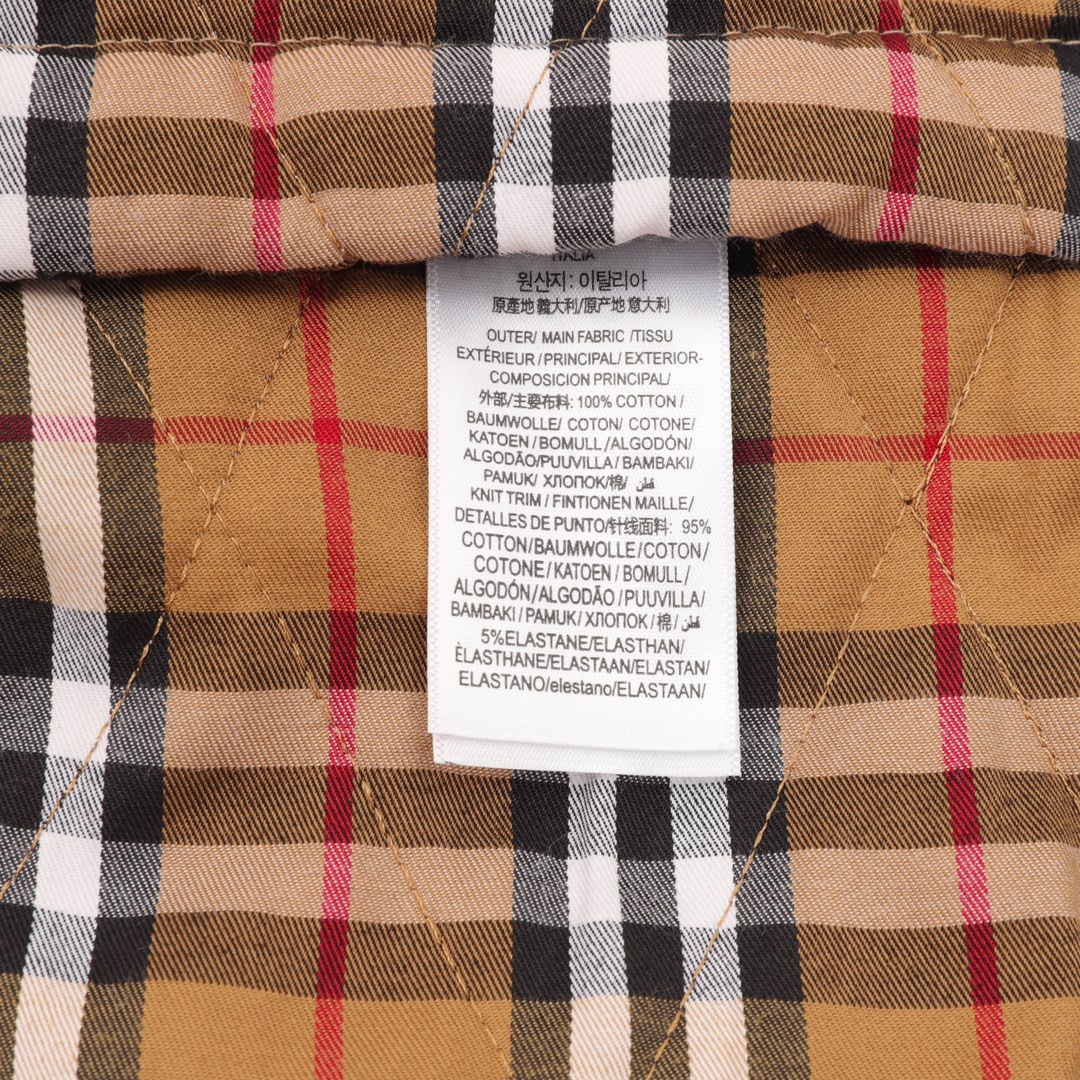 ITALIA
원산지: 이탈리아
原產地 義大利/原产地 意大利
OUTER/ MAIN FABRIC /TISSU
EXTÉRIEUR/PRINCIPAL/ EXTERIOR-
COMPOSICION PRINCIPAL/
外部/主要布料: 100% COTTON /
BAUMWOLLE/ COTON/ COTONE/
KATOEN/BOMULL/ALGODÓN/
ALGODÃO/PUUVILLA/BAMBAKI/
PAMUK/ ХЛОПОК/棉/ قطن
KNIT TRIM / FINTIONEN MAILLE/
DETALLES DE PUNTO/针线面料: 95%
COTTON/BAUMWOLLE/COTON/
COTONE/KATOEN/BOMULL/
ALGODÓN/ALGODÃO/PUUVILLA/
BAMBAKI/PAMUK/ХЛОПОК/棉/ قطن
5%ELASTANE/ELASTHAN/
ÈLASTHANE/ELASTAAN/ELASTAN/
ELASTANO/elestano/ELASTAAN/